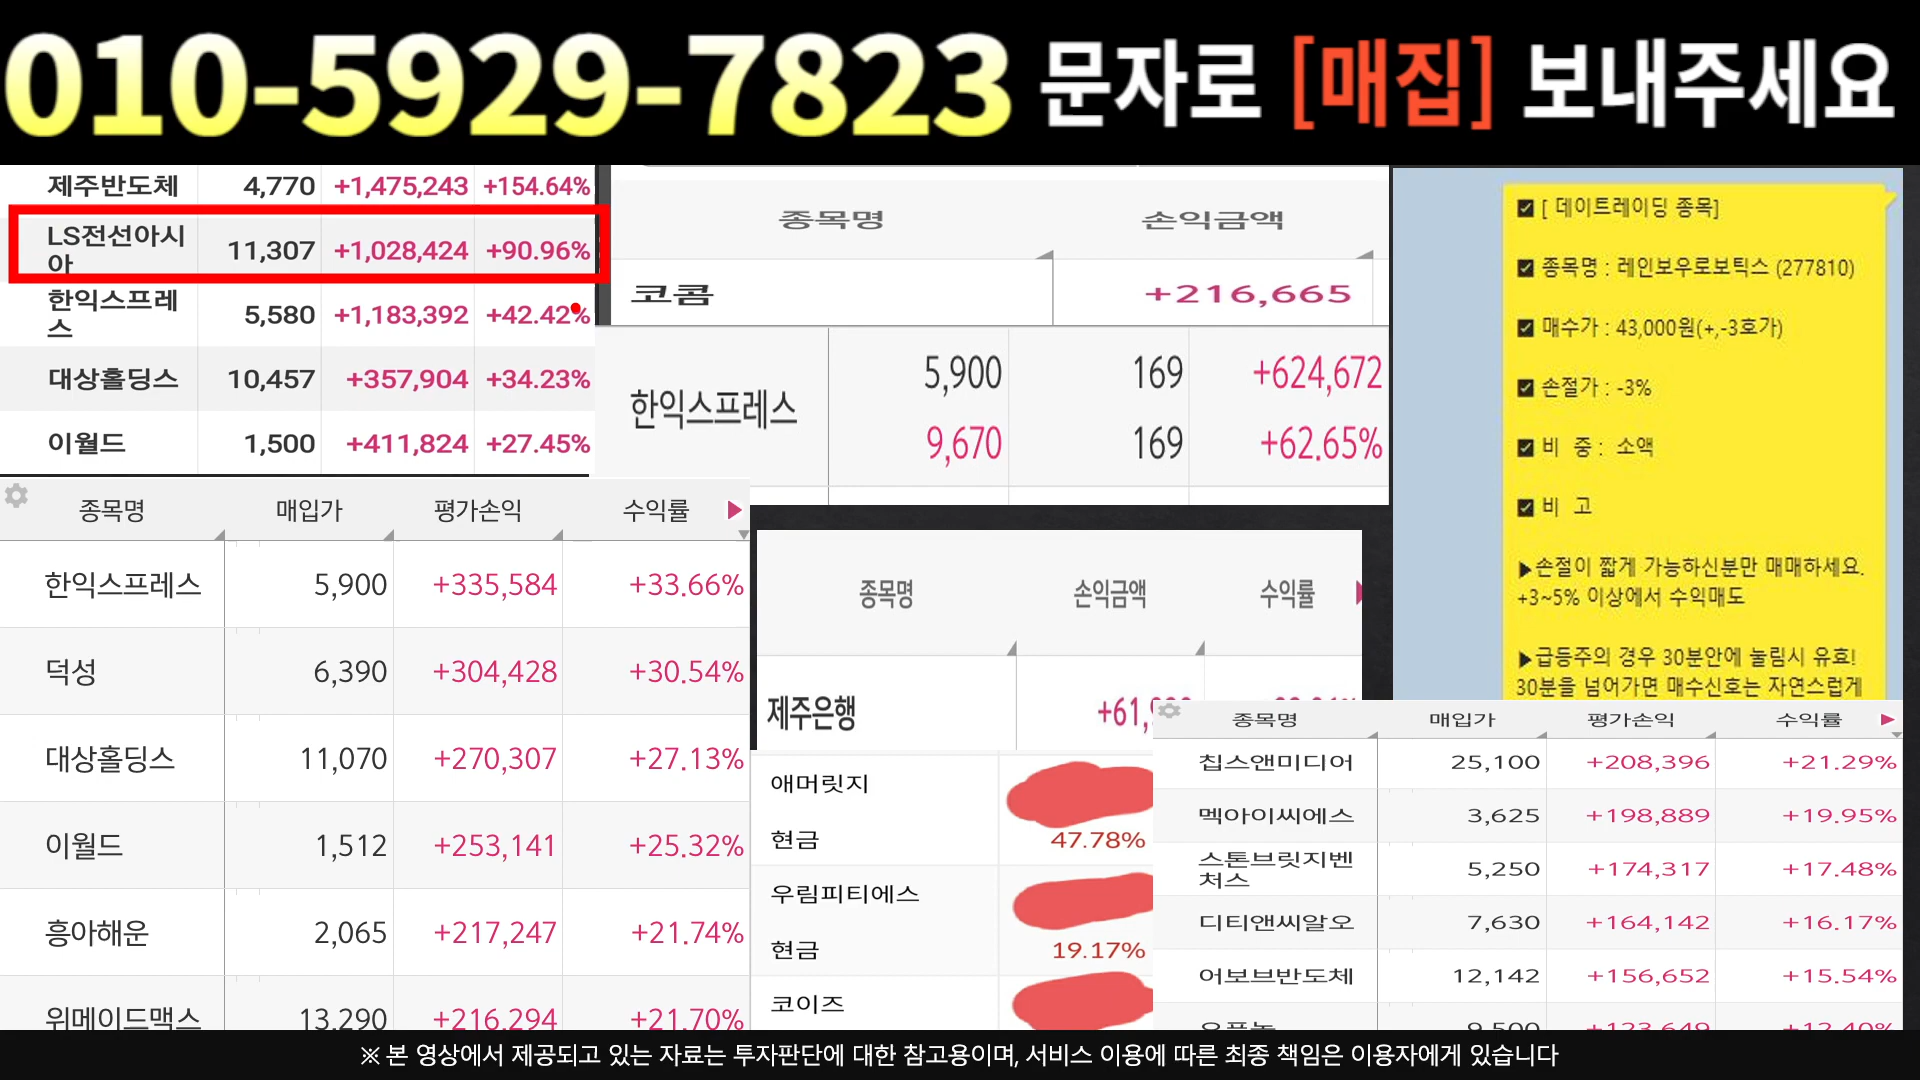 010-5929-7823 문자로 [매집] 보내주세요
제주반도체 4,770 +1,475,243 +154.64%
LS전선아시아 11,307 +1,028,424 +90.96%
한익스프레스 5,580 +1,183,392 +42.42%
대상홀딩스 10,457 +357,904 +34.23%
이월드 1,500 +411,824 +27.45%
종목명 손익금액
코콤 +216,665
한익스프레스
5,900 169 +624,672
9,670 169 +62.65%
☑ [ 데이트레이딩 종목]
☑ 종목명 : 레인보우로보틱스 (277810)
☑ 매수가 : 43,000원(+,-3호가)
☑ 손절가 : -3%
☑ 비 중 : 소액
☑ 비 고
▶손절이 짧게 가능하신분만 매매하세요.
+3~5% 이상에서 수익매도
▶급등주의 경우 30분안에 눌림시 유효!
30분을 넘어가면 매수신호는 자연스럽게
종목명 매입가 평가손익 수익률
한익스프레스 5,900 +335,584 +33.66%
덕성 6,390 +304,428 +30.54%
대상홀딩스 11,070 +270,307 +27.13%
이월드 1,512 +253,141 +25.32%
흥아해운 2,065 +217,247 +21.74%
위메이드맥스 13,290 +216,294 +21.70%
종목명 손익금액 수익률
제주은행 +61,
애머릿지
현금 47.78%
우림피티에스
현금 19.17%
코이즈
종목명 매입가 평가손익 수익률
칩스앤미디어 25,100 +208,396 +21.29%
멕아이씨에스 3,625 +198,889 +19.95%
스톤브릿지벤처스 5,250 +174,317 +17.48%
디티앤씨알오 7,630 +164,142 +16.17%
어보브반도체 12,142 +156,652 +15.54%
※ 본 영상에서 제공되고 있는 자료는 투자판단에 대한 참고용이며, 서비스 이용에 따른 최종 책임은 이용자에게 있습니다